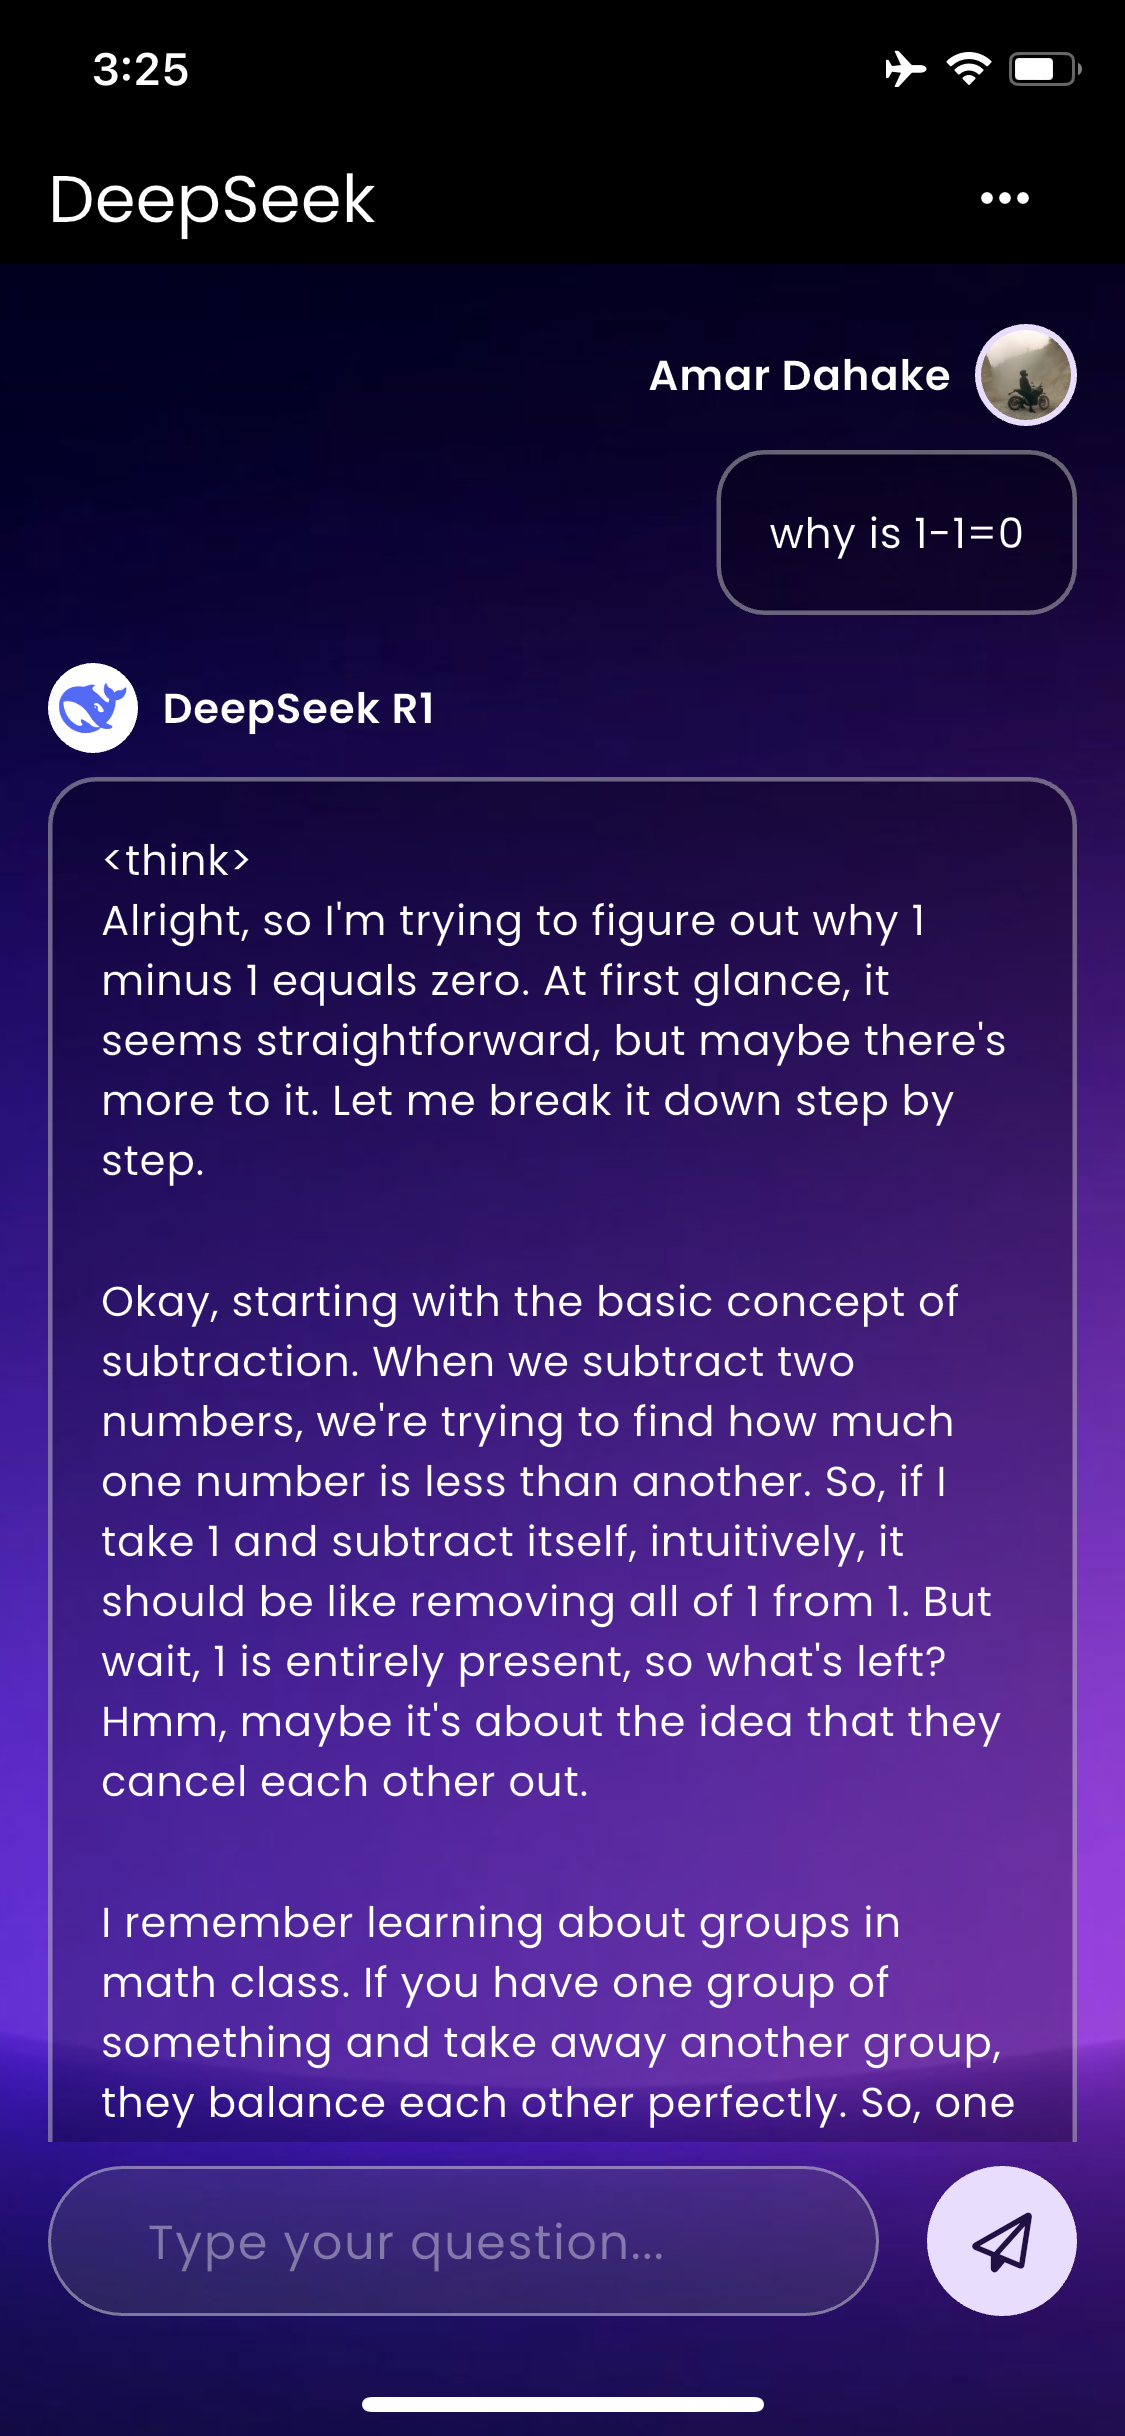 3:25
DeepSeek
Amar Dahake
why is 1-1=0
DeepSeek R1
<think>
Alright, so I'm trying to figure out why 1
minus 1 equals zero. At first glance, it
seems straightforward, but maybe there's
more to it. Let me break it down step by
step.
Okay, starting with the basic concept of
subtraction. When we subtract two
numbers, we're trying to find how much
one number is less than another. So, if I
take 1 and subtract itself, intuitively, it
should be like removing all of 1 from 1. But
wait, 1 is entirely present, so what's left?
Hmm, maybe it's about the idea that they
cancel each other out.
I remember learning about groups in
math class. If you have one group of
something and take away another group,
they balance each other perfectly. So, one
Type your question...